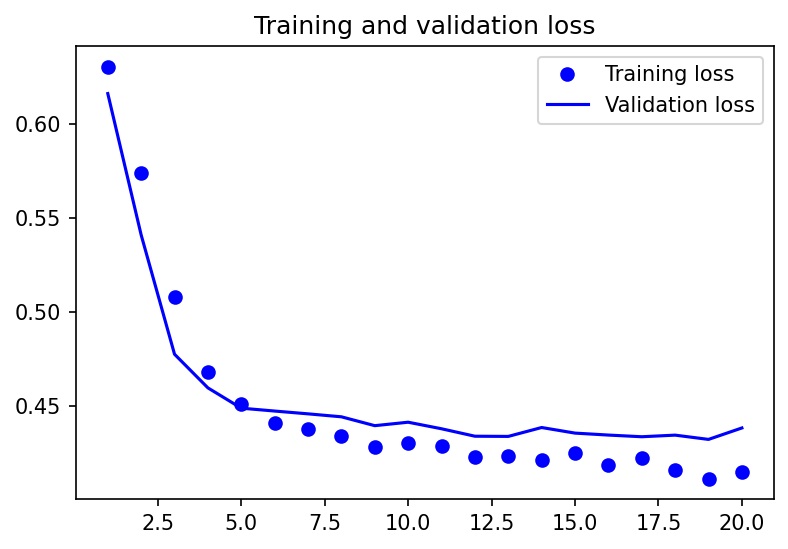 Training and validation loss
Training loss
Validation loss
0.60
0.55
0.50
0.45
2.5 5.0 7.5 10.0 12.5 15.0 17.5 20.0